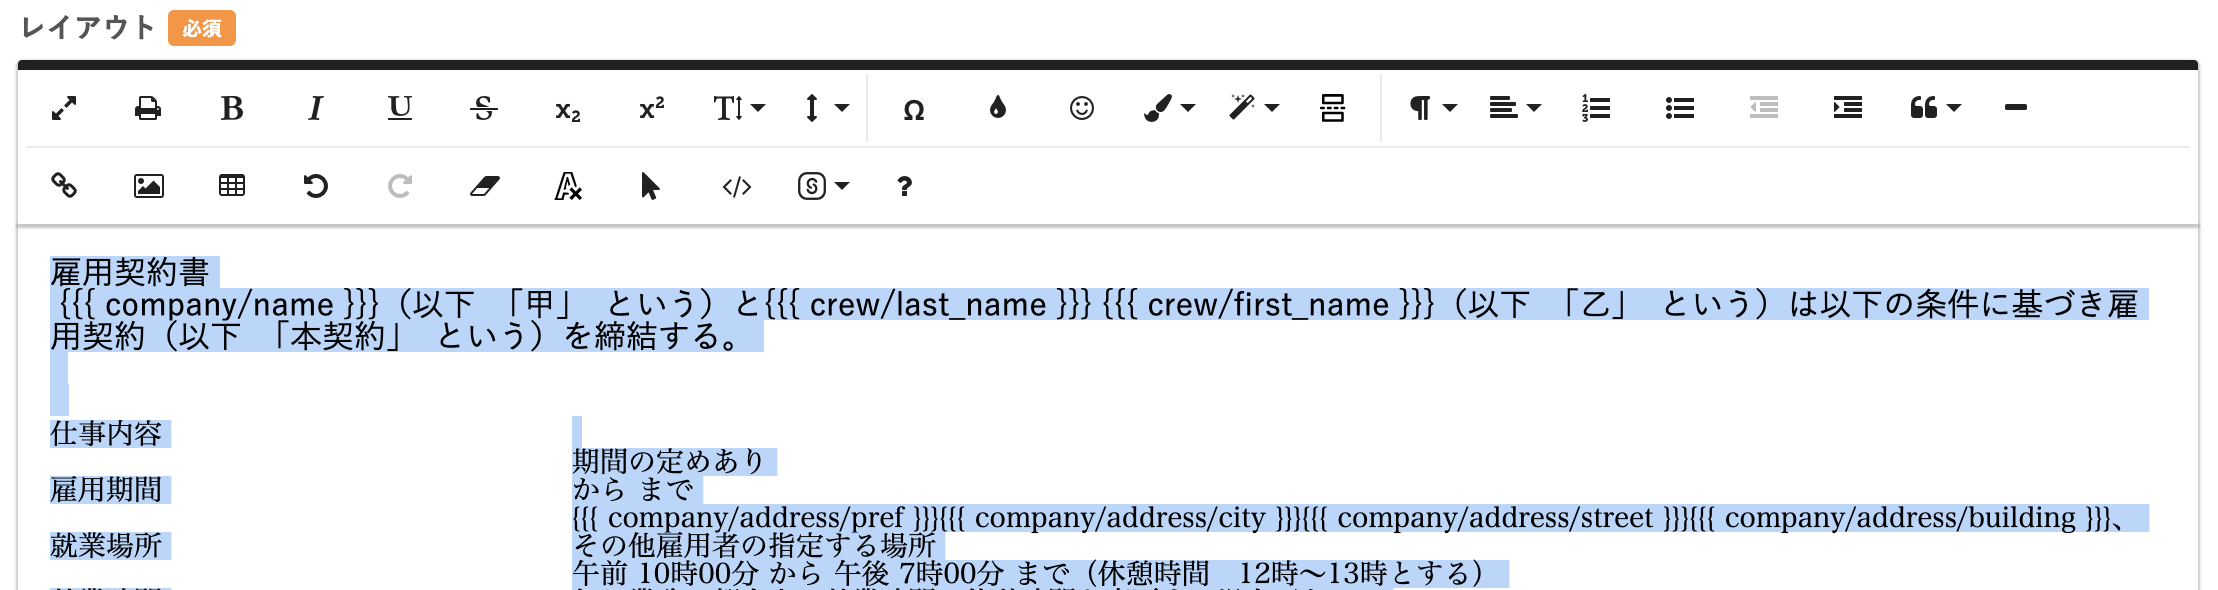 レイアウト 必須
雇用契約書
{{{ company/name }}}（以下　「甲」　という）と{{{ crew/last_name }}} {{{ crew/first_name }}}（以下　「乙」　という）は以下の条件に基づき雇
用契約（以下　「本契約」　という）を締結する。
仕事内容
期間の定めあり
雇用期間 から まで
{{{ company/address/pref }}}{{{ company/address/city }}}{{{ company/address/street }}}{{{ company/address/building }}}、
就業場所 その他雇用者の指定する場所
午前 10時00分 から 午後 7時00分 まで（休憩時間　12時〜13時とする）